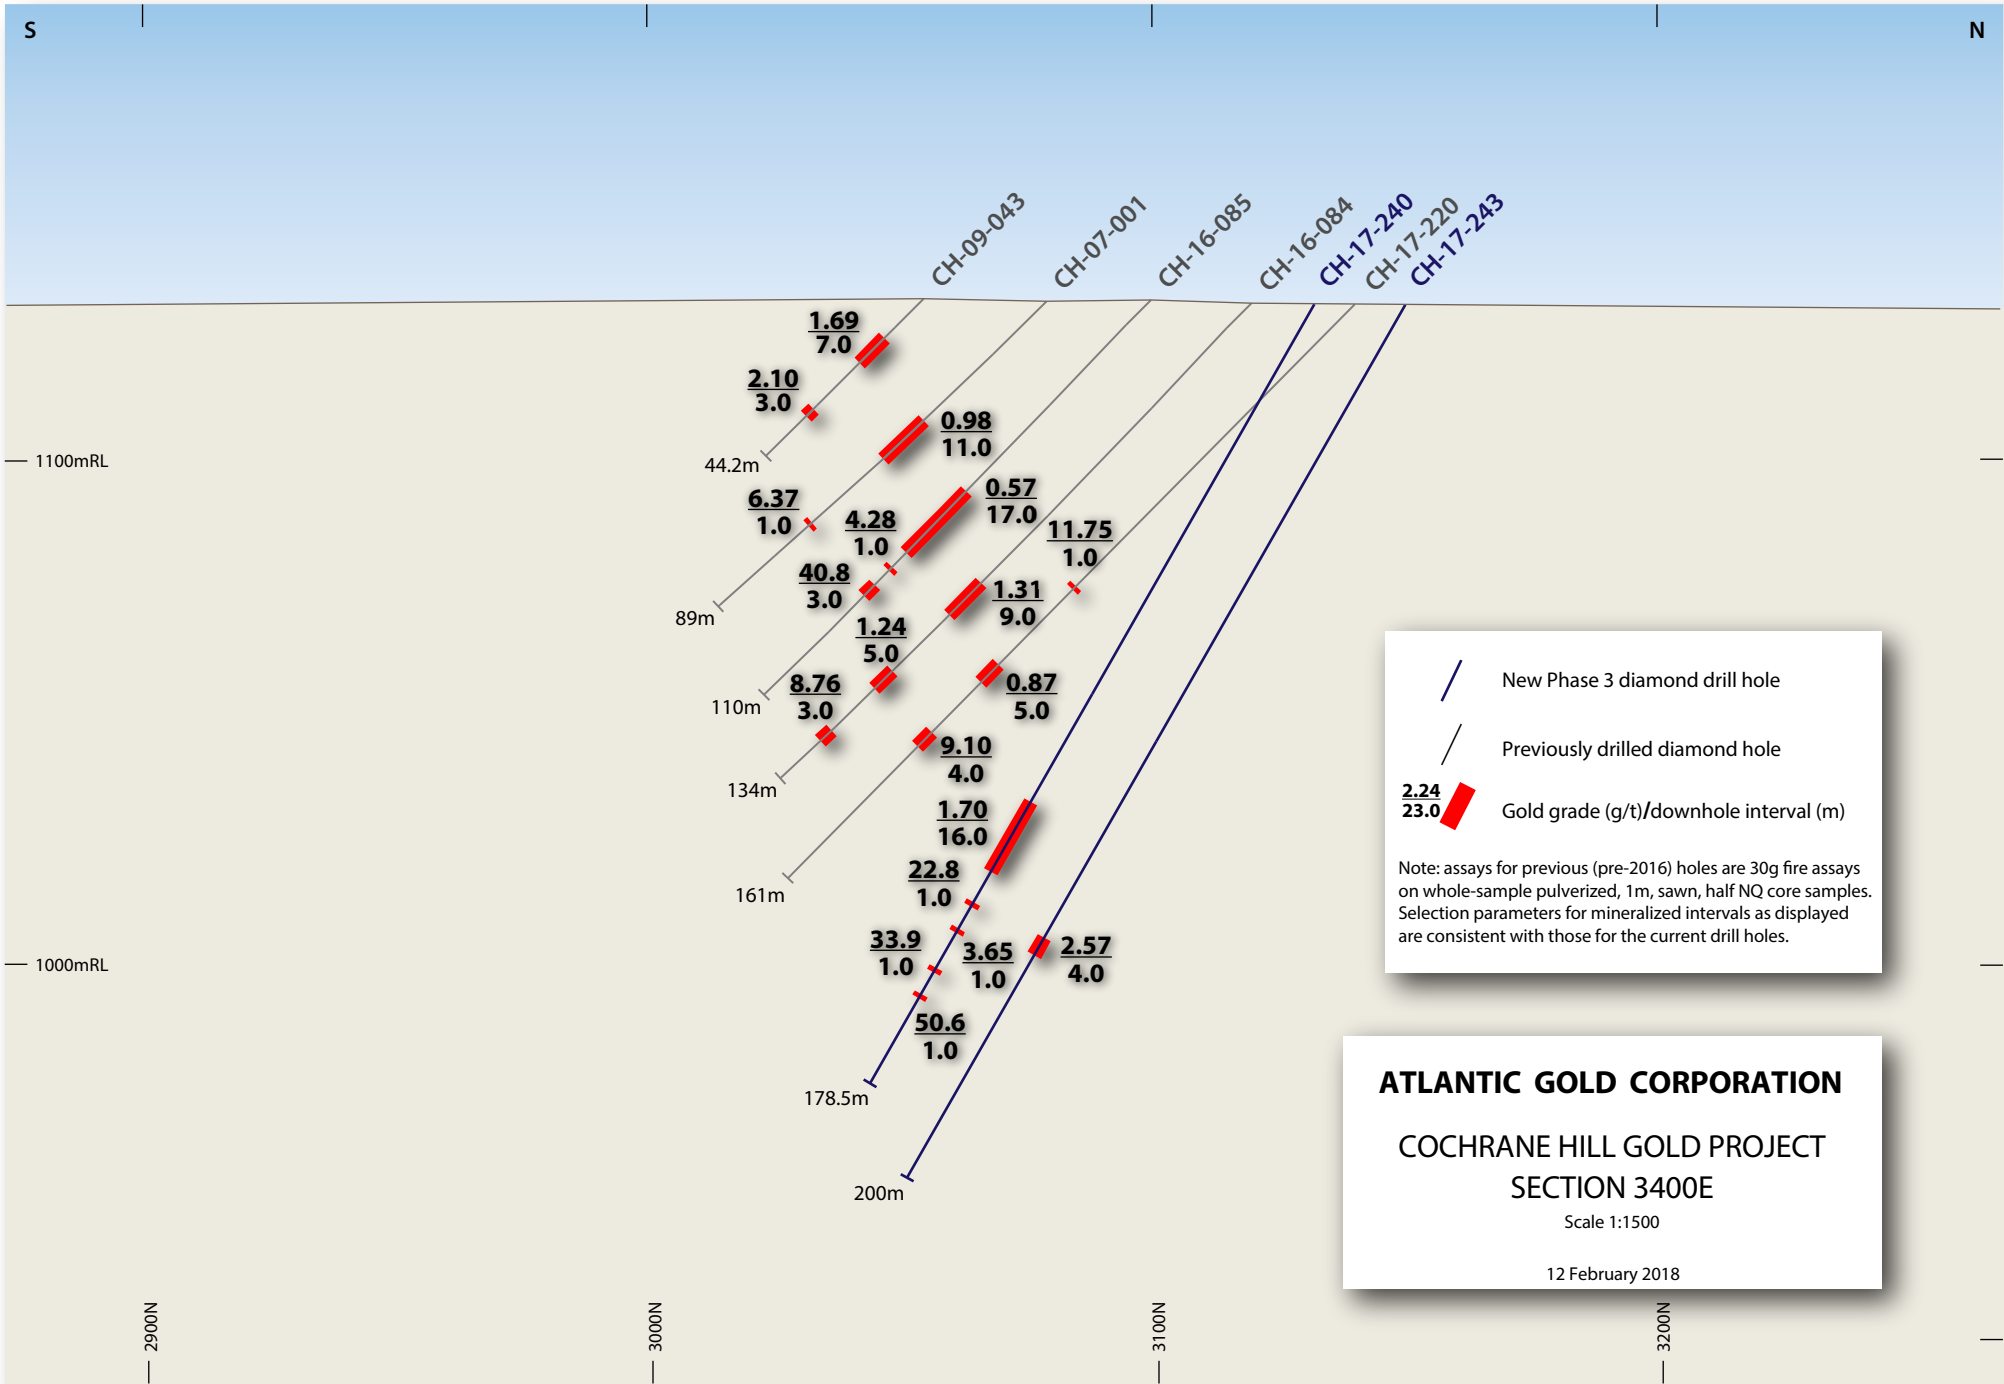 S
N
CH-09-043
CH-07-001
CH-16-085
CH-16-084
CH-17-240
CH-17-220
CH-17-243
1.69
7.0
2.10
3.0
44.2m
0.98
11.0
1100mRL
6.37
1.0
89m
0.57
17.0
4.28
1.0
40.8
3.0
110m
11.75
1.0
1.31
9.0
1.24
5.0
8.76
3.0
134m
0.87
5.0
9.10
4.0
161m
1.70
16.0
22.8
1.0
3.65
1.0
33.9
1.0
50.6
1.0
178.5m
2.57
4.0
200m
1000mRL
New Phase 3 diamond drill hole
Previously drilled diamond hole
2.24
23.0
Gold grade (g/t)/downhole interval (m)
Note: assays for previous (pre-2016) holes are 30g fire assays
on whole-sample pulverized, 1m, sawn, half NQ core samples.
Selection parameters for mineralized intervals as displayed
are consistent with those for the current drill holes.
ATLANTIC GOLD CORPORATION
COCHRANE HILL GOLD PROJECT
SECTION 3400E
Scale 1:1500
12 February 2018
2900N
3000N
3100N
3200N